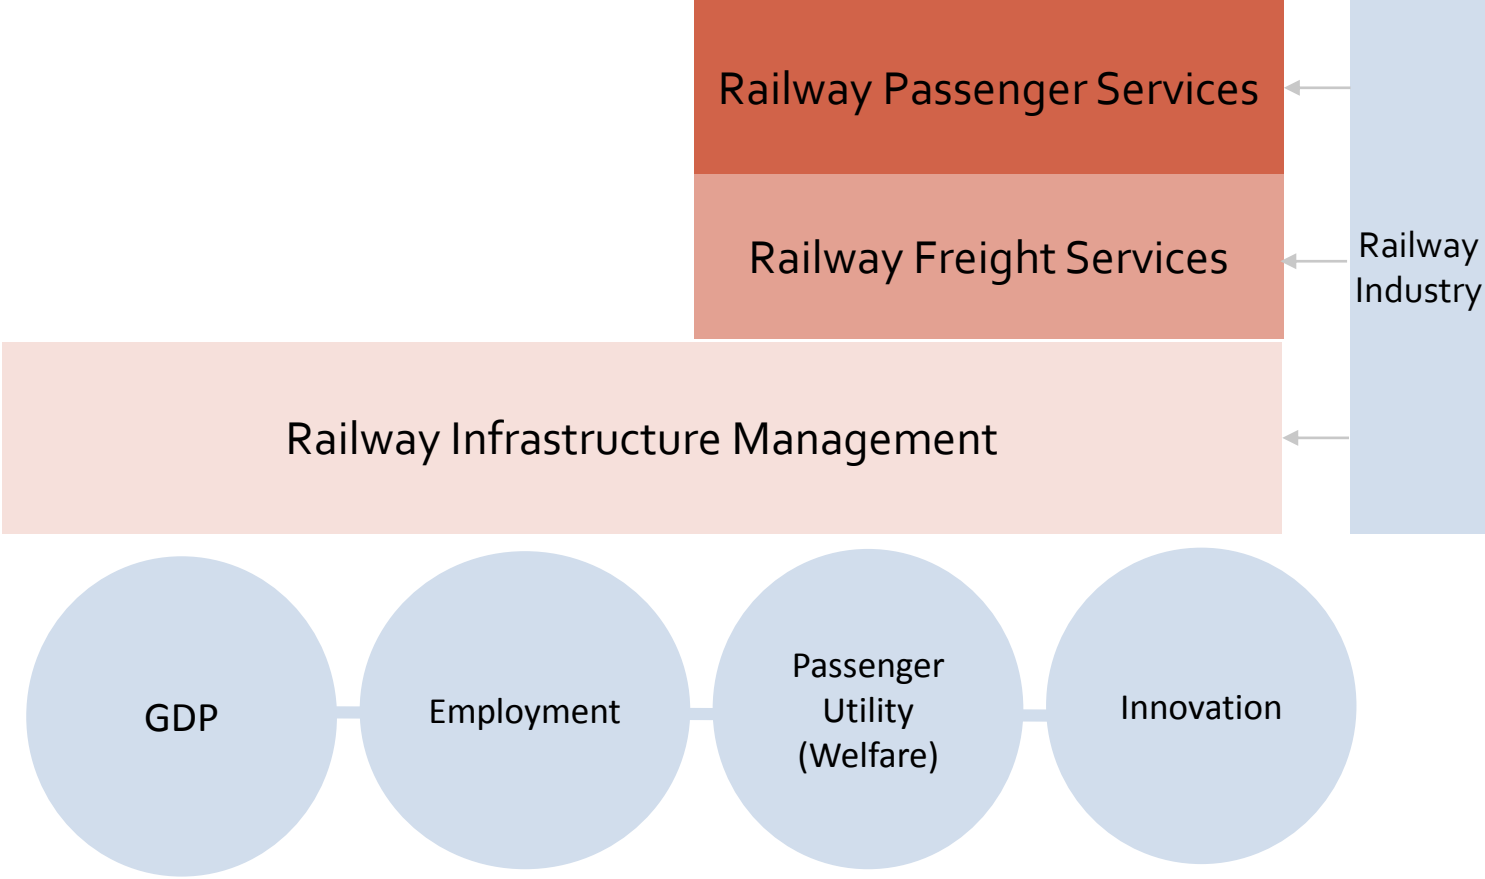 Railway Passenger Services
Railway Freight Services
Railway
Industry
Railway Infrastructure Management
GDP
Employment
Passenger
Utility
(Welfare)
Innovation